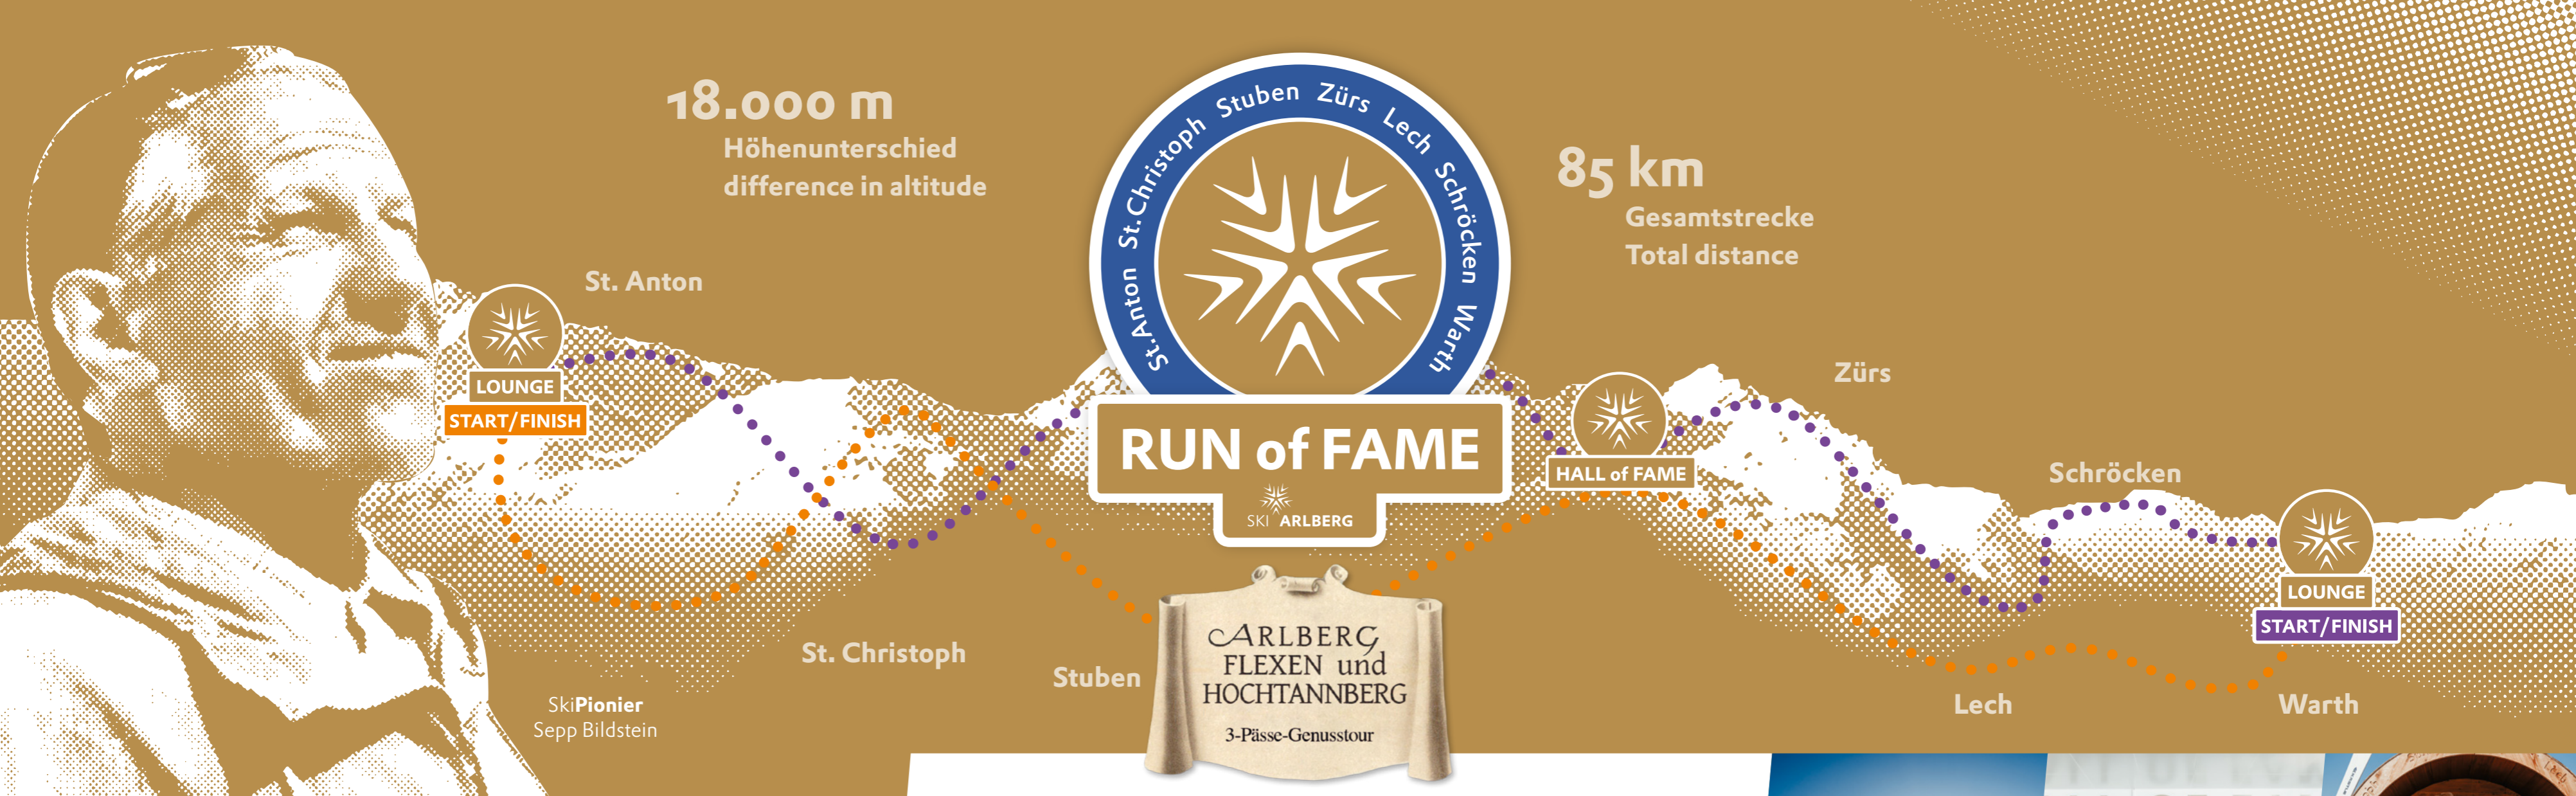 18.000 m
Höhenunterschied
difference in altitude
St.Anton St.Christoph Stuben Zürs Lech Schröcken Warth
85 km
Gesamtstrecke
Total distance
St. Anton
LOUNGE
START/FINISH
RUN of FAME
SKI ARLBERG
HALL of FAME
Zürs
Schröcken
LOUNGE
START/FINISH
St. Christoph
Stuben
ARLBERG
FLEXEN und
HOCHTANNBERG
3-Pässe-Genusstour
Lech
Warth
SkiPionier
Sepp Bildstein